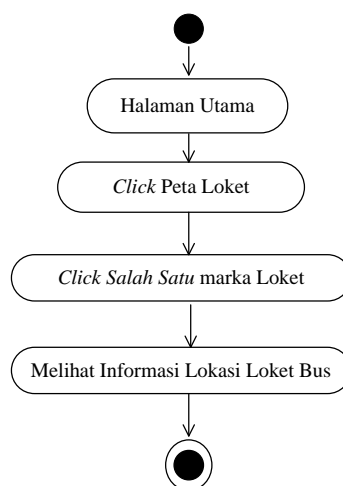 Halaman Utama
Click Peta Loket
Click Salah Satu marka Loket
Melihat Informasi Lokasi Loket Bus